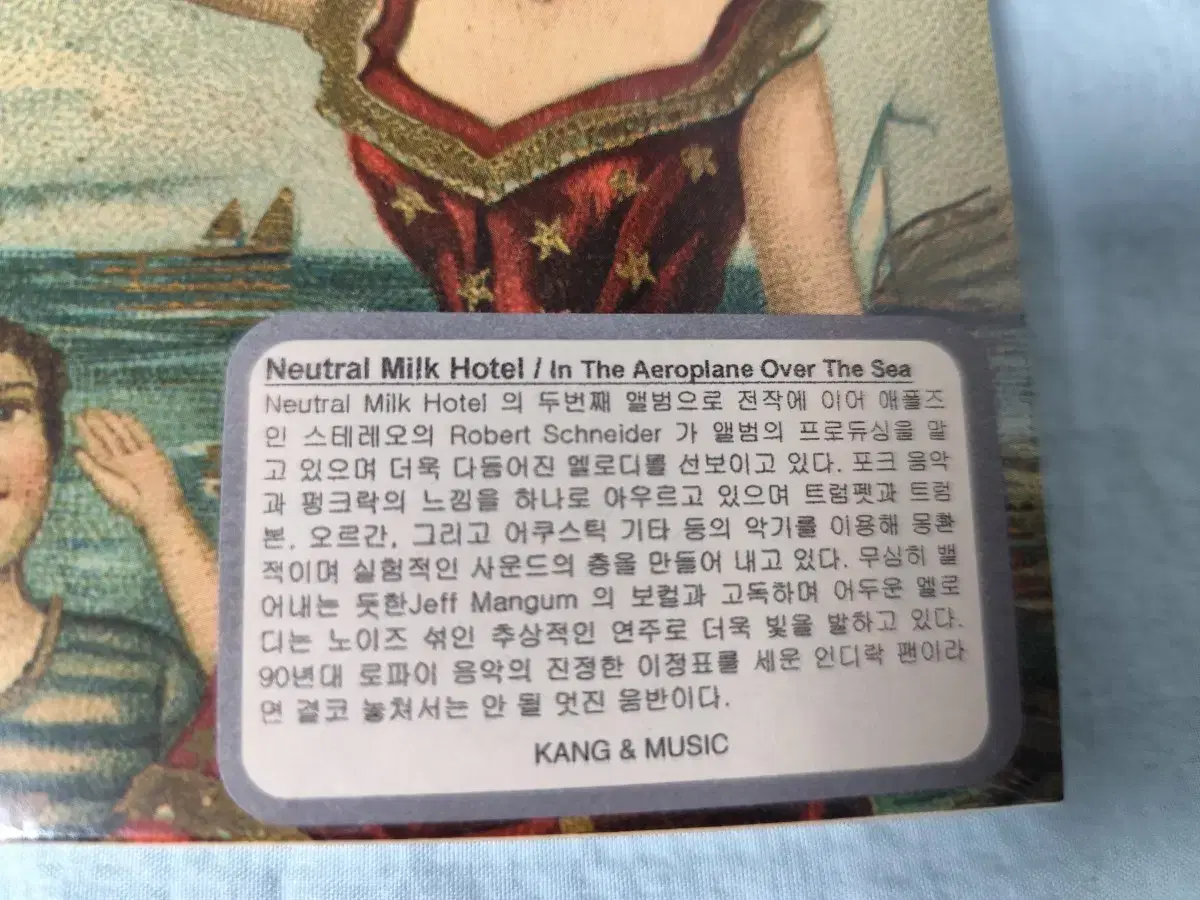 Neutral Milk Hotel / In The Aeroplane Over The Sea
Neutral Milk Hotel 의 두번째 앨범으로 전작에 이어 애플즈
인 스테레오의 Robert Schneider 가 앨범의 프로듀싱을 맡
고 있으며 더욱 다듬어진 멜로디를 선보이고 있다. 포크 음악
과 펑크락의 느낌을 하나로 아우르고 있으며 트럼펫과 트럼
본, 오르간, 그리고 어쿠스틱 기타 등의 악기를 이용해 몽환
적이며 실험적인 사운드의 층을 만들어 내고 있다. 무심히 뱉
어내는 듯한Jeff Mangum 의 보컬과 고독하며 어두운 멜로
디는 노이즈 섞인 추상적인 연주로 더욱 빛을 발하고 있다.
90년대 로파이 음악의 진정한 이정표를 세운 인디락 팬이라
면 결코 놓쳐서는 안 될 멋진 음반이다.
KANG & MUSIC